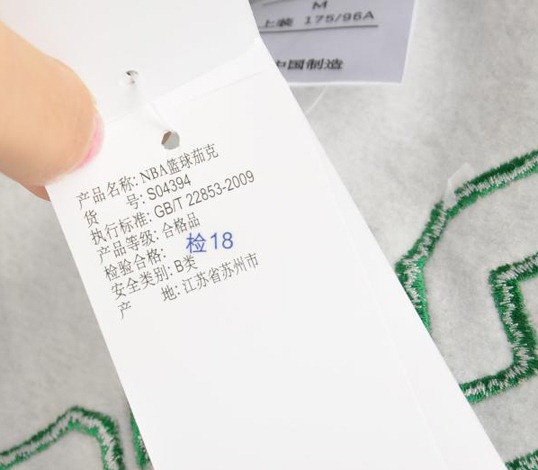 M
上装 175/96A
中国制造
产品名称: NBA篮球茄克
货 号: S04394
执行标准: GB/T 22853-2009
产品等级: 合格品
检验合格: 检18
安全类别: B类
产 地: 江苏省苏州市